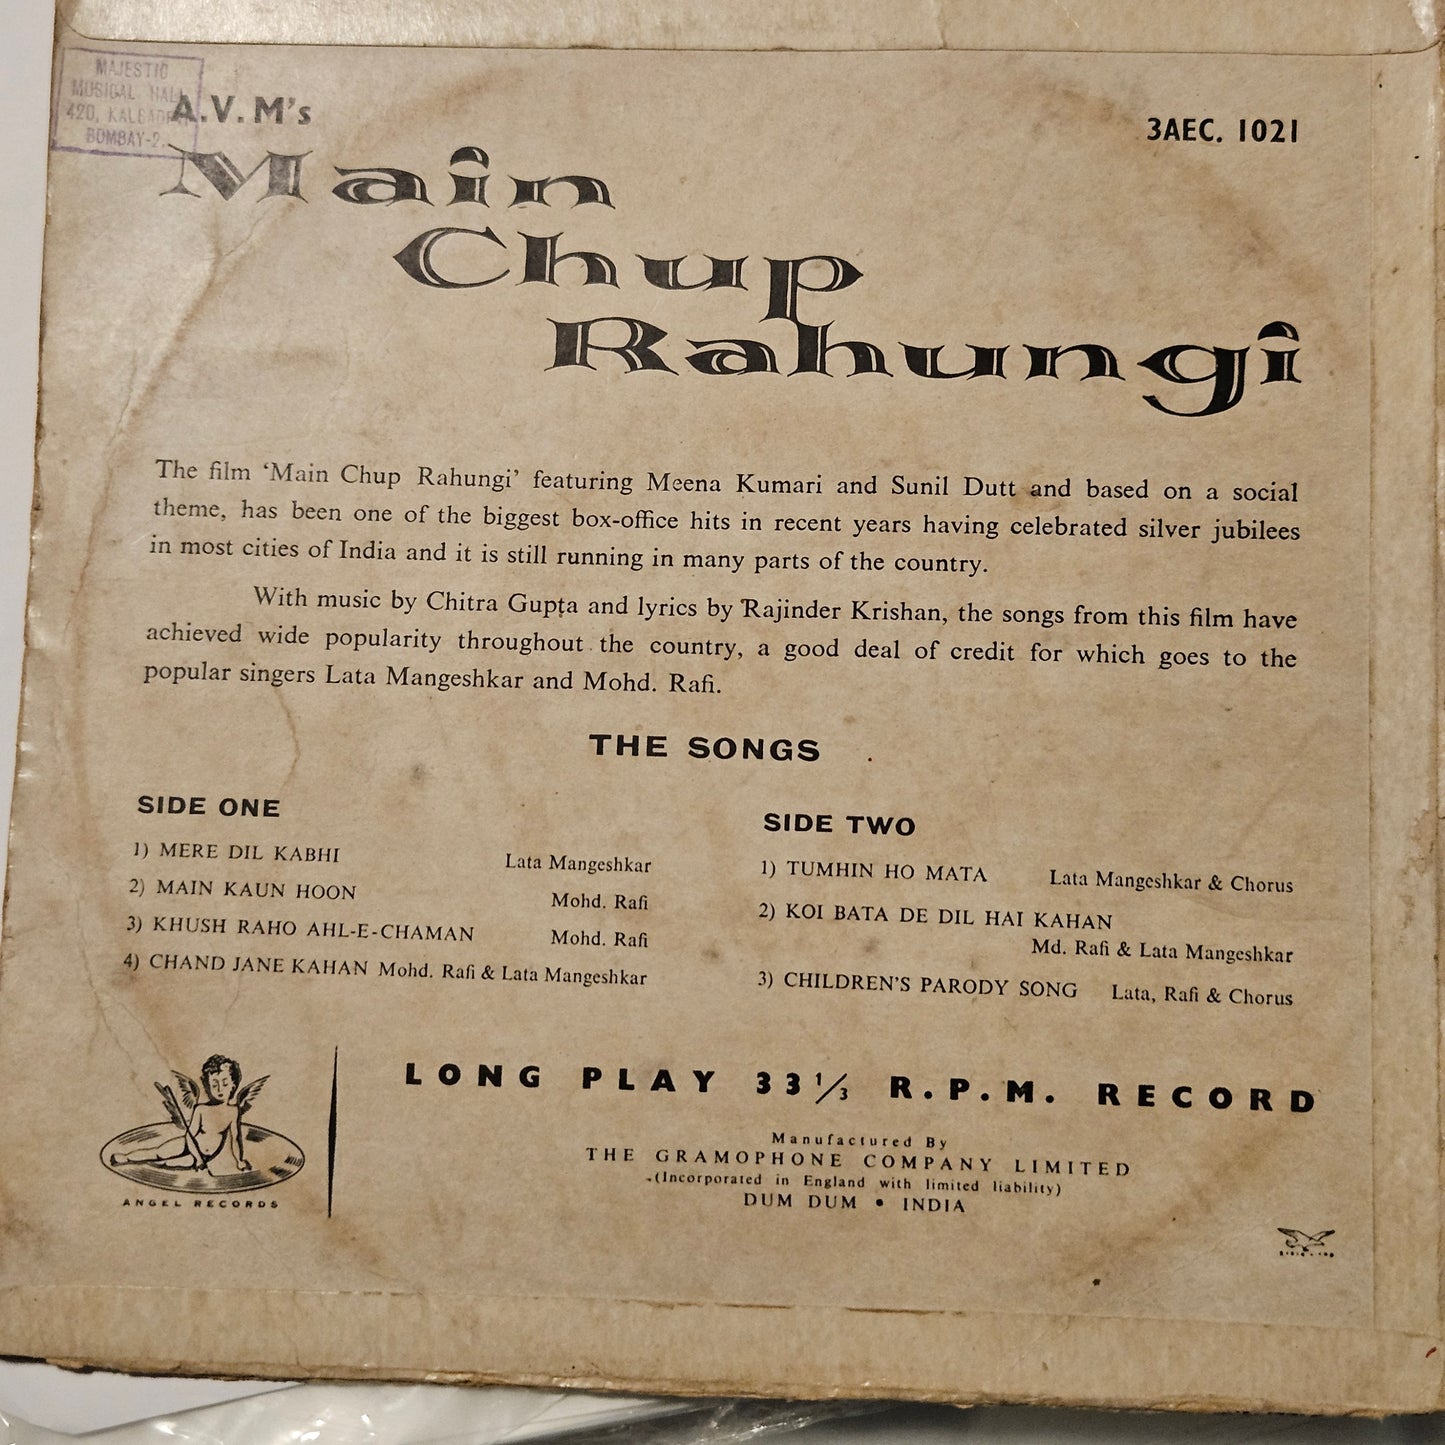 MAJESTIC
MUSICAL HALL
420, KALBADEVI
BOMBAY-2.
A.V.M's
3AEC. 1021
Main
Chup
Rahungi
The film ‘Main Chup Rahungi’ featuring Meena Kumari and Sunil Dutt and based on a social
theme, has been one of the biggest box-office hits in recent years having celebrated silver jubilees
in most cities of India and it is still running in many parts of the country.
With music by Chitra Gupta and lyrics by Rajinder Krishan, the songs from this film have
achieved wide popularity throughout the country, a good deal of credit for which goes to the
popular singers Lata Mangeshkar and Mohd. Rafi.
THE SONGS
SIDE ONE
1) MERE DIL KABHI Lata Mangeshkar
2) MAIN KAUN HOON Mohd. Rafi
3) KHUSH RAHO AHL-E-CHAMAN Mohd. Rafi
4) CHAND JANE KAHAN Mohd. Rafi & Lata Mangeshkar
SIDE TWO
1) TUMHIN HO MATA Lata Mangeshkar & Chorus
2) KOI BATA DE DIL HAI KAHAN
Md. Rafi & Lata Mangeshkar
3) CHILDREN'S PARODY SONG Lata, Rafi & Chorus
ANGEL RECORDS
LONG PLAY 33 1/3 R.P.M. RECORD
Manufactured By
THE GRAMOPHONE COMPANY LIMITED
(Incorporated in England with limited liability)
DUM DUM • INDIA